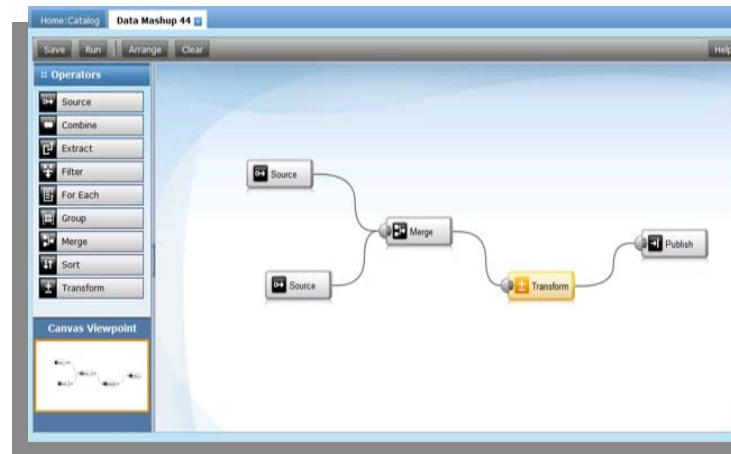 Home:Catalog Data Mashup 44
Save Run Arrange Clear Help
Operators
Source
Combine
Extract
Filter
For Each
Group
Merge
Sort
Transform
Canvas Viewpoint
Source
Merge
Publish
Source
Transform